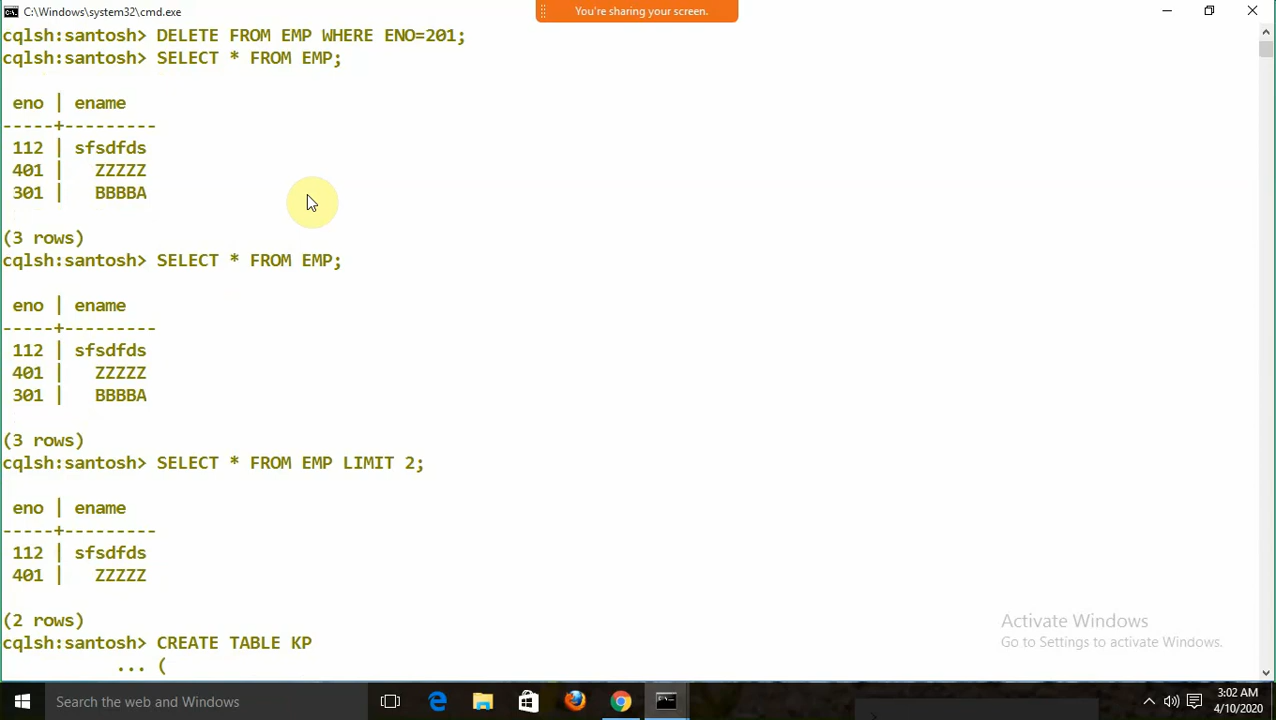 C:\Windows\system32\cmd.exe
You're sharing your screen.
cqlsh:santosh> DELETE FROM EMP WHERE ENO=201;
cqlsh:santosh> SELECT * FROM EMP;
eno | ename
-----+---------
112 | sfsdfds
401 | ZZZZZ
301 | BBBBA
(3 rows)
cqlsh:santosh> SELECT * FROM EMP;
eno | ename
-----+---------
112 | sfsdfds
401 | ZZZZZ
301 | BBBBA
(3 rows)
cqlsh:santosh> SELECT * FROM EMP LIMIT 2;
eno | ename
-----+---------
112 | sfsdfds
401 | ZZZZZ
(2 rows)
cqlsh:santosh> CREATE TABLE KP
... (
Activate Windows
Go to Settings to activate Windows.
Search the web and Windows
3:02 AM
4/10/2020